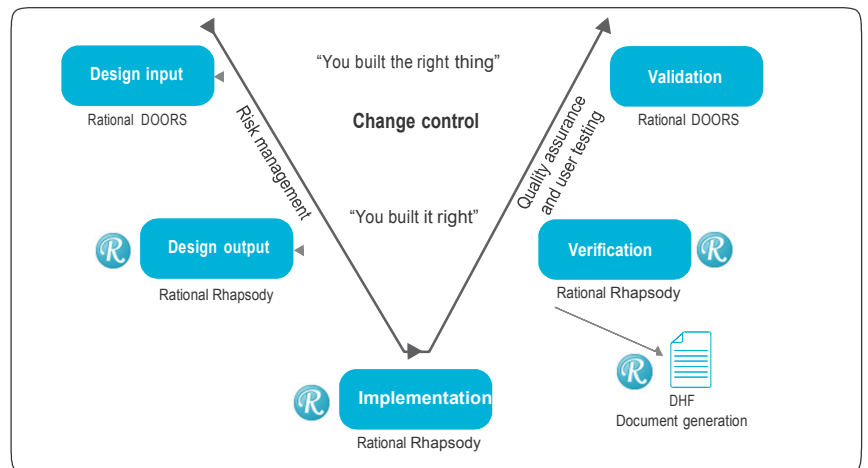 "You built the right thing"
Design input
Rational DOORS
Validation
Rational DOORS
Change control
Risk management
Quality assurance
and user testing
"You built it right"
R
Design output
Rational Rhapsody
Verification
R
Rational Rhapsody
R
Implementation
Rational Rhapsody
R
DHF
Document generation